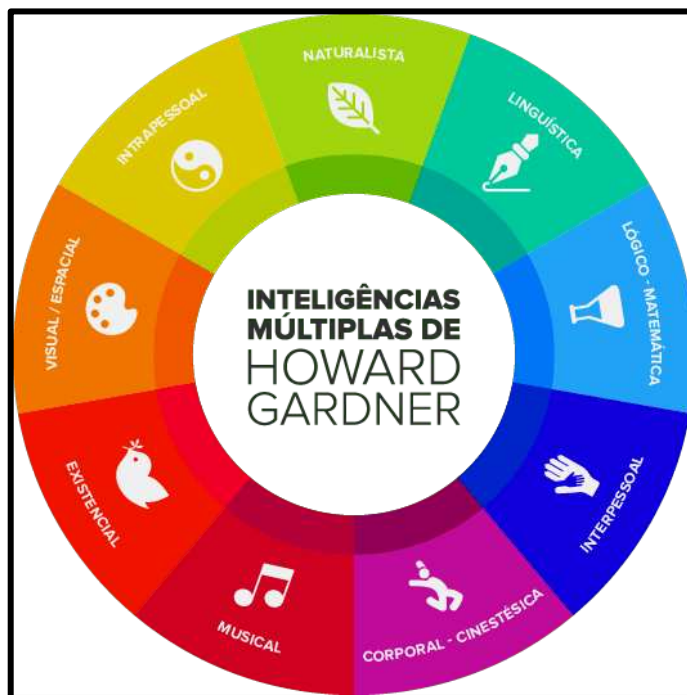 INTELIGÊNCIAS
MÚLTIPLAS DE
HOWARD
GARDNER
NATURALISTA
LINGUÍSTICA
LÓGICO - MATEMÁTICA
INTERPESSOAL
CORPORAL - CINESTÉSICA
MUSICAL
EXISTENCIAL
VISUAL / ESPACIAL
INTRAPESSOAL